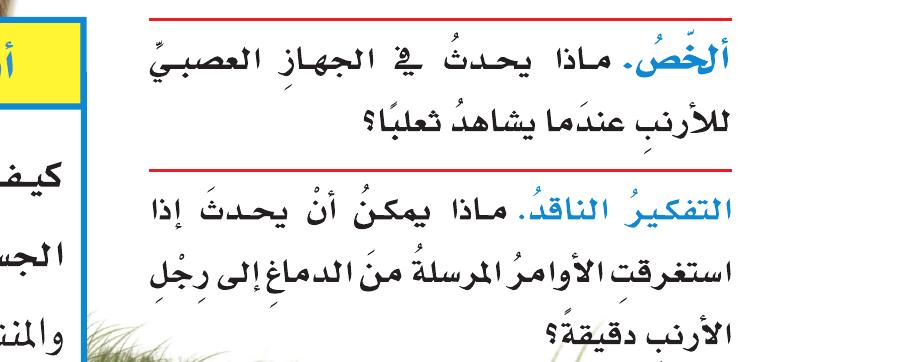 ألخّصُ. ماذا يحدثُ في الجهازِ العصبيِّ
للأرنبِ عندَما يشاهدُ ثعلبًا؟
التفكيرُ الناقدُ. ماذا يمكنُ أنْ يحدثَ إذا
استغرقتِ الأوامرُ المرسلةُ منَ الدماغِ إلى رِجْلِ
الأرنبِ دقيقةً؟
كيف